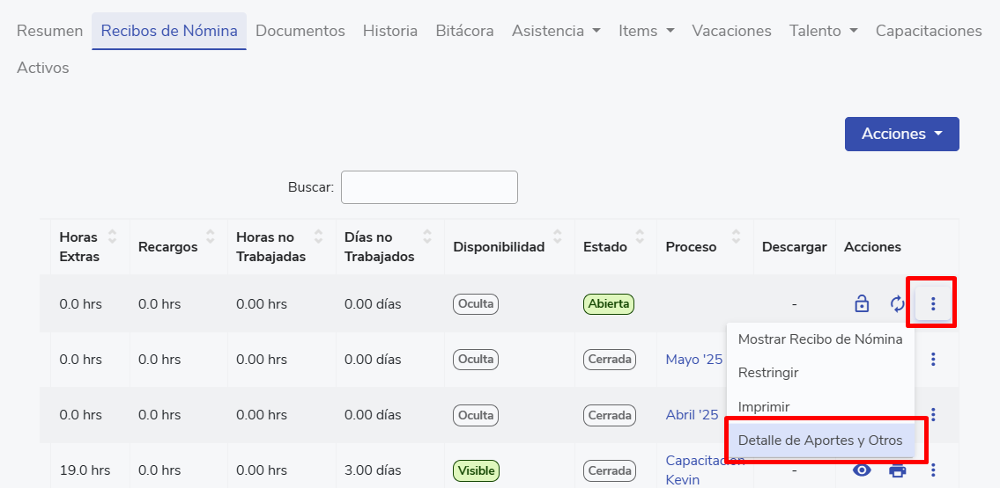 Resumen Recibos de Nómina Documentos Historia Bitácora Asistencia Items Vacaciones Talento Capacitaciones
Activos
Acciones
Buscar:
Horas Extras Recargos Horas no Trabajadas Días no Trabajados Disponibilidad Estado Proceso Descargar Acciones
0.0 hrs 0.0 hrs 0.00 hrs 0.00 días Oculta Abierta -
Mostrar Recibo de Nómina
0.0 hrs 0.0 hrs 0.00 hrs 0.00 días Oculta Cerrada Mayo '25
Restringir
Imprimir
0.0 hrs 0.0 hrs 0.00 hrs 0.00 días Oculta Cerrada Abril '25
Detalle de Aportes y Otros
19.0 hrs 0.0 hrs 0.00 hrs 3.00 días Visible Cerrada Capacitación Kevin -